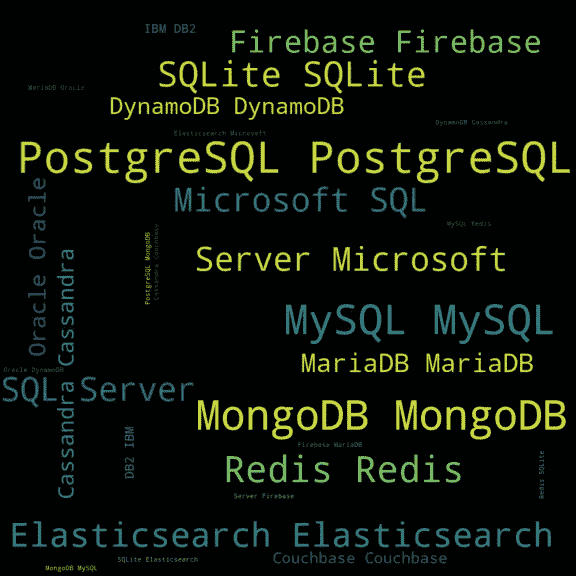 IBM DB2
Firebase Firebase
SQLite SQLite
MariaDB Oracle
DynamoDB DynamoDB
DynamoDB Cassandra
Elasticsearch Microsoft
PostgreSQL PostgreSQL
Microsoft SQL
MySQL Redis
Oracle Oracle
Cassandra Cassandra
PostgreSQL MongoDB
Cassandra Couchbase
Server Microsoft
MySQL MySQL
MariaDB MariaDB
Oracle DynamoDB
SQL Server
MongoDB MongoDB
DB2 IBM
Firebase MariaDB
Redis Redis
Redis SQLite
Server Firebase
Elasticsearch Elasticsearch
SQLite Elasticsearch
Couchbase Couchbase
MongoDB MySQL